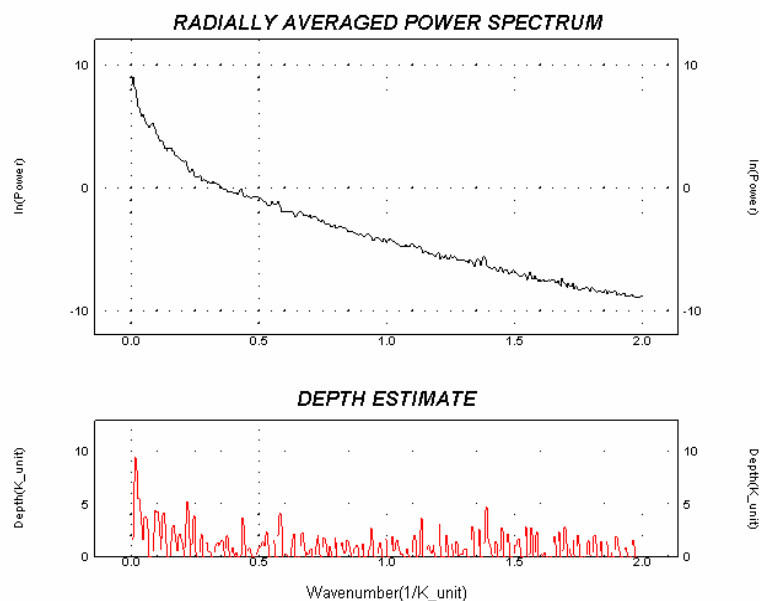 RADIALLY AVERAGED POWER SPECTRUM
10 10
ln(Power) ln(Power)
0 0
-10 -10
0.0 0.5 1.0 1.5 2.0
DEPTH ESTIMATE
10 10
Depth(K_unit) Depth(K_unit)
5 5
0 0
0.0 0.5 1.0 1.5 2.0
Wavenumber(1/K_unit)